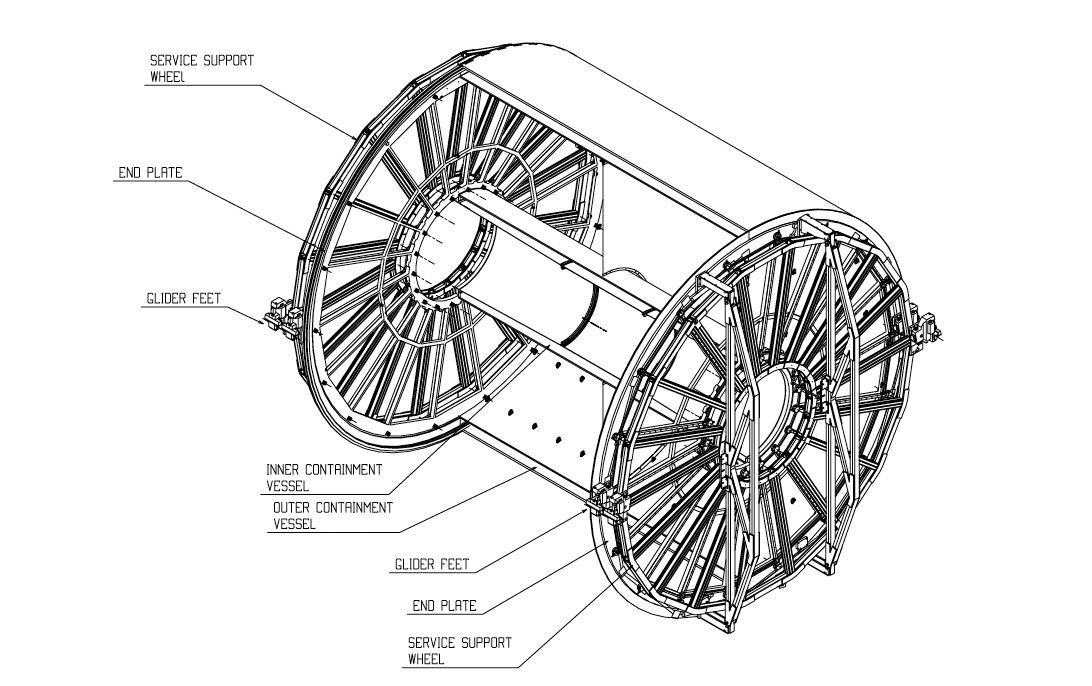 SERVICE SUPPORT
WHEEL
END PLATE
GLIDER FEET
INNER CONTAINMENT
VESSEL
OUTER CONTAINMENT
VESSEL
GLIDER FEET
END PLATE
SERVICE SUPPORT
WHEEL